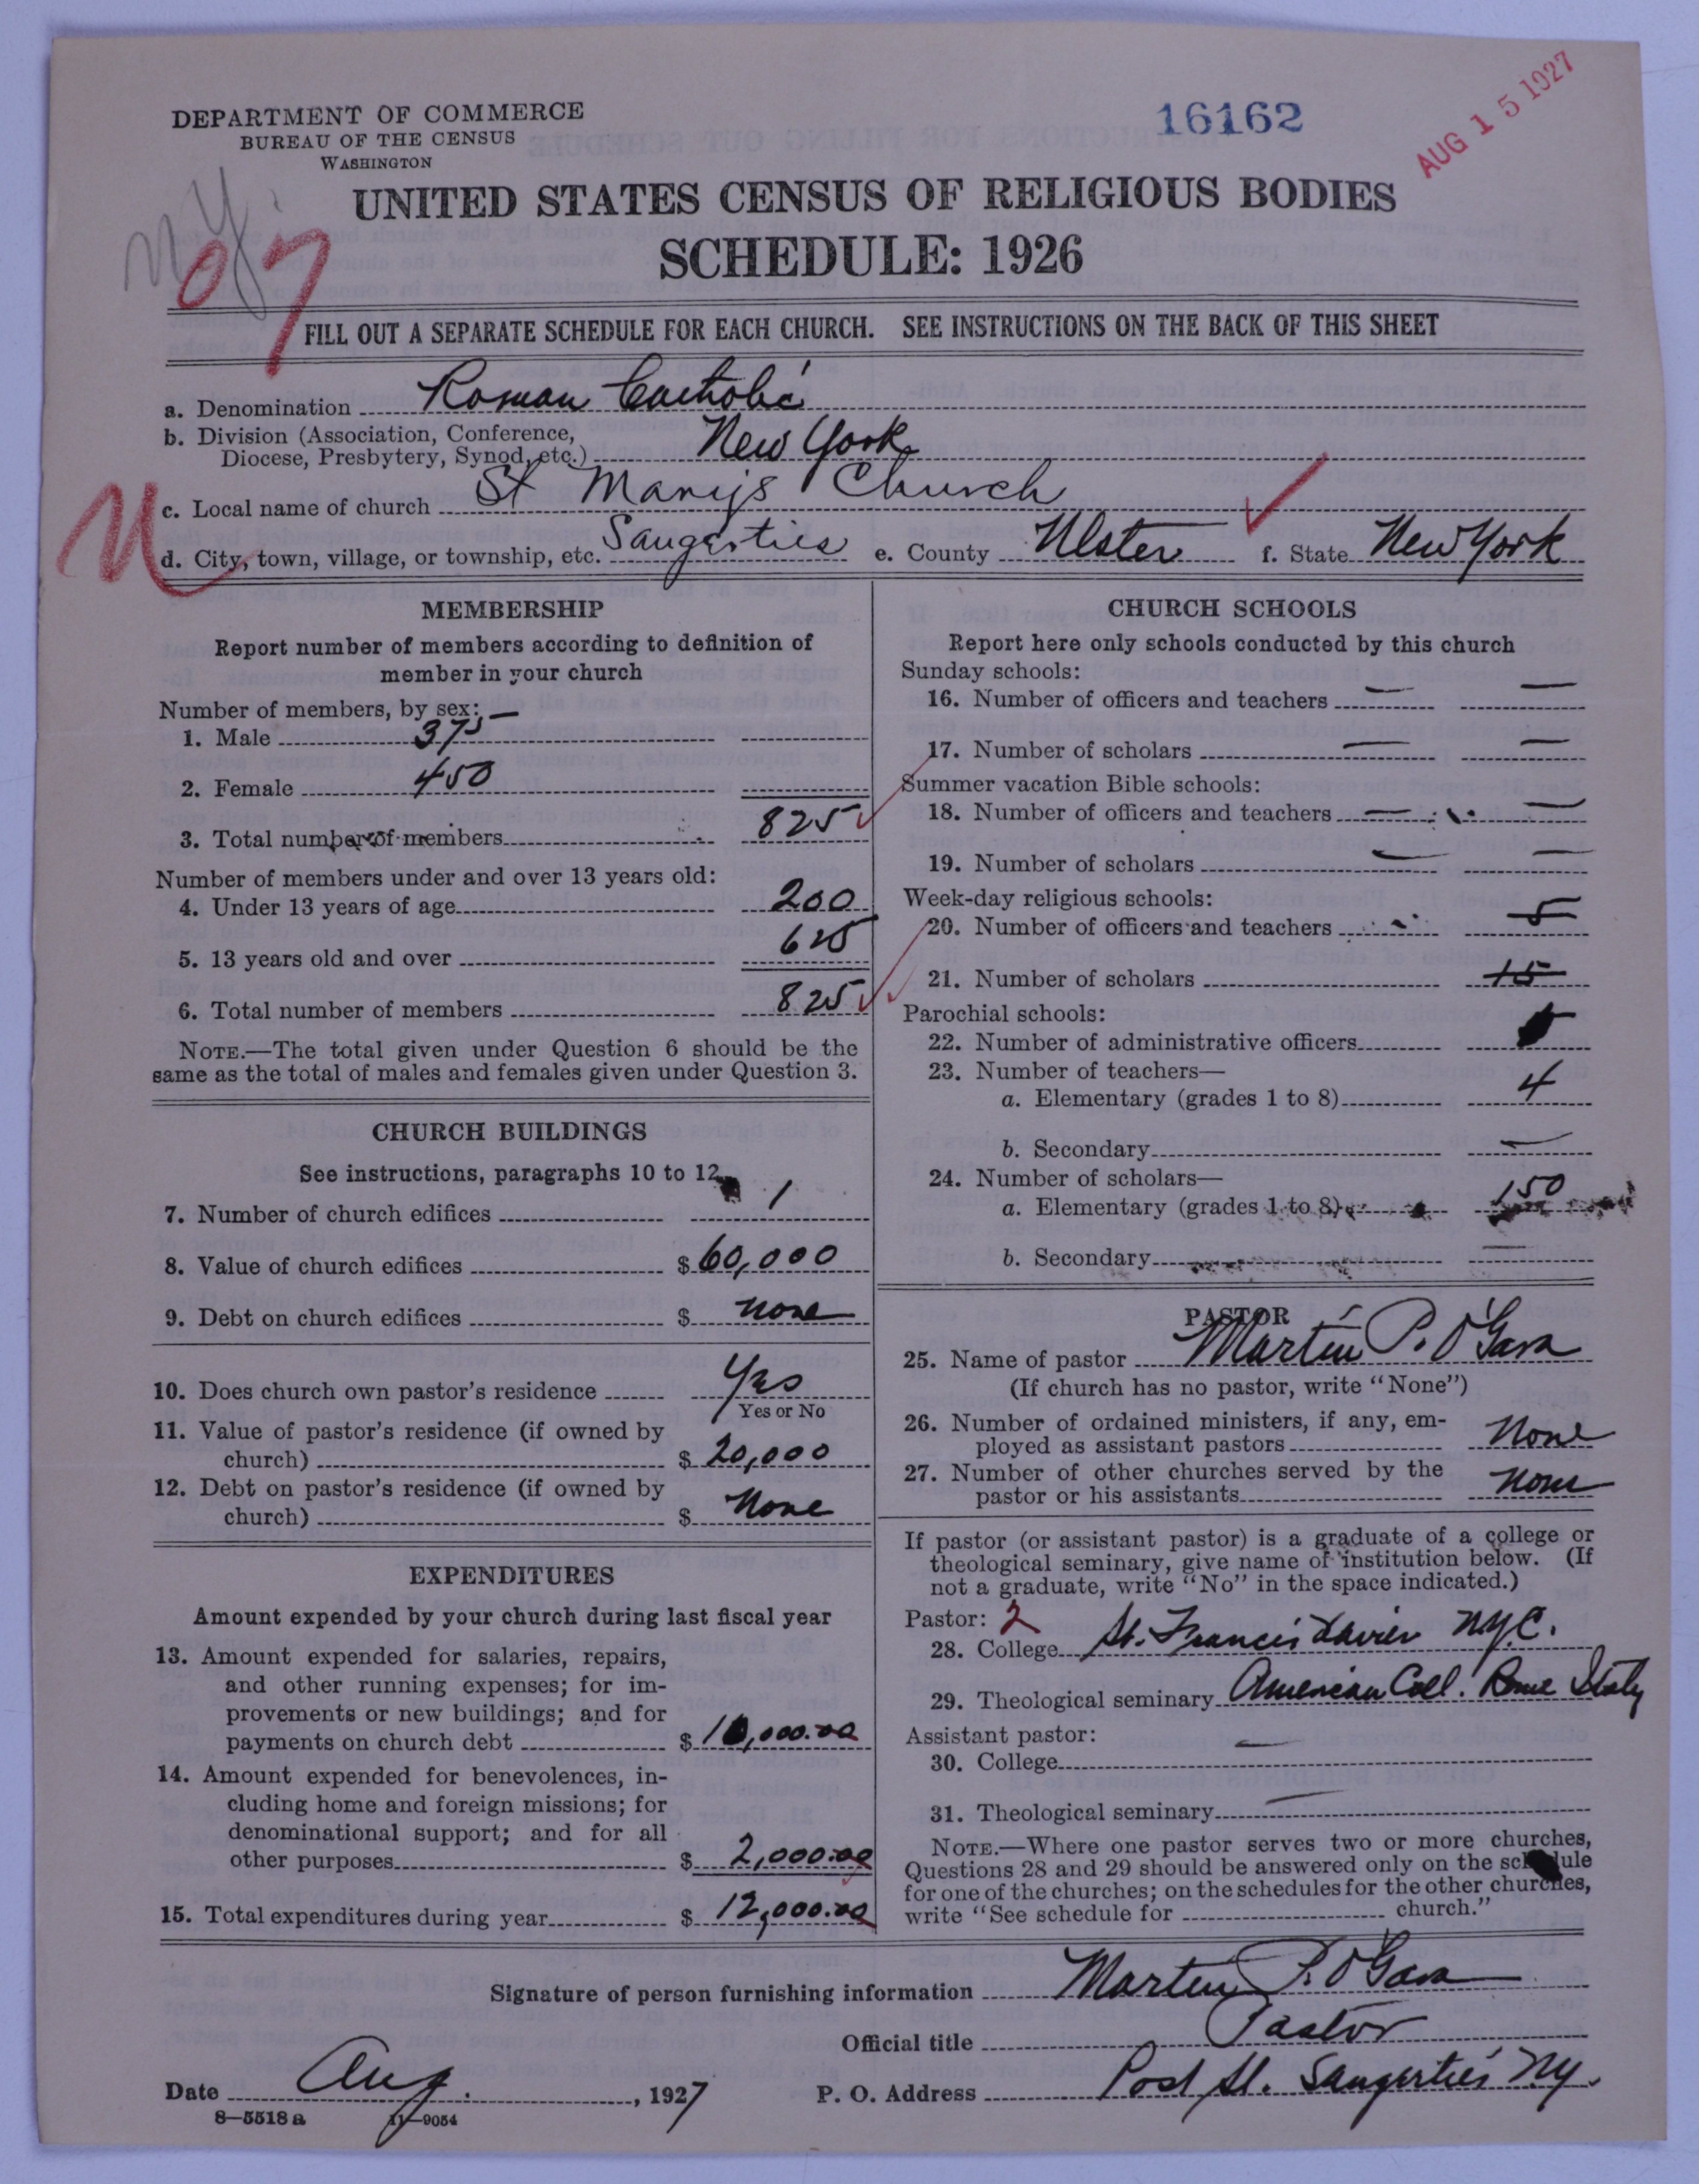 DEPARTMENT OF COMMERCE
BUREAU OF THE CENSUS
WASHINGTON
16162
AUG 15 1927
NY.
07
UNITED STATES CENSUS OF RELIGIOUS BODIES
SCHEDULE: 1926
FILL OUT A SEPARATE SCHEDULE FOR EACH CHURCH. SEE INSTRUCTIONS ON THE BACK OF THIS SHEET
a. Denomination Roman Catholic
b. Division (Association, Conference,
Diocese, Presbytery, Synod, etc.) New York
c. Local name of church St Mary's Church
d. City, town, village, or township, etc. Saugerties e. County Ulster f. State New York
MEMBERSHIP
Report number of members according to definition of
member in your church
Number of members, by sex:
1. Male 375
2. Female 450
3. Total number of members 825
Number of members under and over 13 years old:
4. Under 13 years of age 200
5. 13 years old and over 625
6. Total number of members 825
NOTE.—The total given under Question 6 should be the
same as the total of males and females given under Question 3.
CHURCH BUILDINGS
See instructions, paragraphs 10 to 12
7. Number of church edifices 1
8. Value of church edifices $ 60,000
9. Debt on church edifices $ none
10. Does church own pastor's residence Yes
Yes or No
11. Value of pastor's residence (if owned by
church) $ 20,000
12. Debt on pastor's residence (if owned by
church) $ None
EXPENDITURES
Amount expended by your church during last fiscal year
13. Amount expended for salaries, repairs,
and other running expenses; for im-
provements or new buildings; and for
payments on church debt $ 10,000.00
14. Amount expended for benevolences, in-
cluding home and foreign missions; for
denominational support; and for all
other purposes $ 2,000.00
15. Total expenditures during year $ 12,000.00
CHURCH SCHOOLS
Report here only schools conducted by this church
Sunday schools:
16. Number of officers and teachers — —
17. Number of scholars — —
Summer vacation Bible schools:
18. Number of officers and teachers — —
19. Number of scholars — —
Week-day religious schools:
20. Number of officers and teachers 5
21. Number of scholars 15
Parochial schools:
22. Number of administrative officers
23. Number of teachers—
a. Elementary (grades 1 to 8) 4
b. Secondary —
24. Number of scholars—
a. Elementary (grades 1 to 8) 150
b. Secondary —
PASTOR
25. Name of pastor Martin P. O'Gara
(If church has no pastor, write "None")
26. Number of ordained ministers, if any, em-
ployed as assistant pastors None
27. Number of other churches served by the
pastor or his assistants None
If pastor (or assistant pastor) is a graduate of a college or
theological seminary, give name of institution below. (If
not a graduate, write "No" in the space indicated.)
Pastor: 2
28. College St. Francis Xavier N.Y.C.
29. Theological seminary American Coll. Rome Italy
Assistant pastor:
30. College —
31. Theological seminary —
NOTE.—Where one pastor serves two or more churches,
Questions 28 and 29 should be answered only on the schedule
for one of the churches; on the schedules for the other churches,
write "See schedule for church."
Signature of person furnishing information Martin P. O'Gara
Official title Pastor
Date Aug. , 1927 P. O. Address Post St. Saugerties NY.
8—5518 a 11—9054